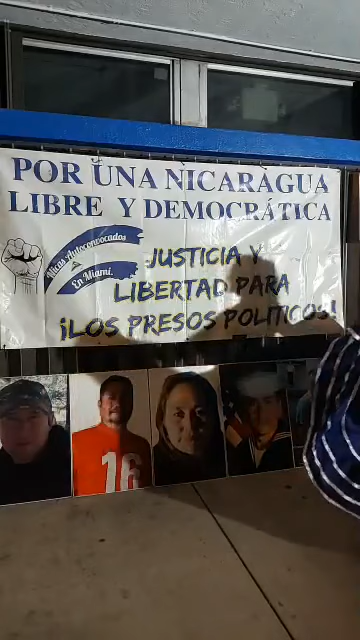 POR UNA NICARAGUA
LIBRE Y DEMOCRÁTICA
Nicas Autoconvocados
En Miami.
JUSTICIA Y
LIBERTAD PARA
¡LOS PRESOS POLITICOS!
16